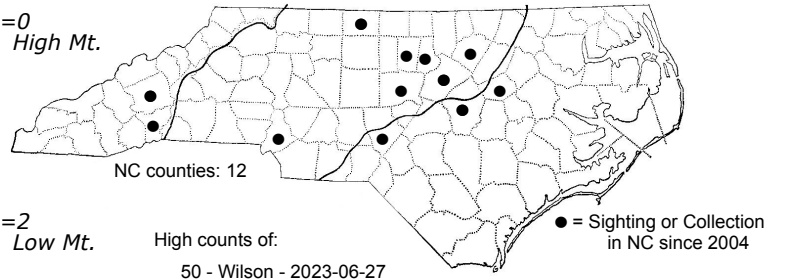 =0
High Mt.
NC counties: 12
=2
Low Mt.
High counts of:
50 - Wilson - 2023-06-27
● = Sighting or Collection
in NC since 2004